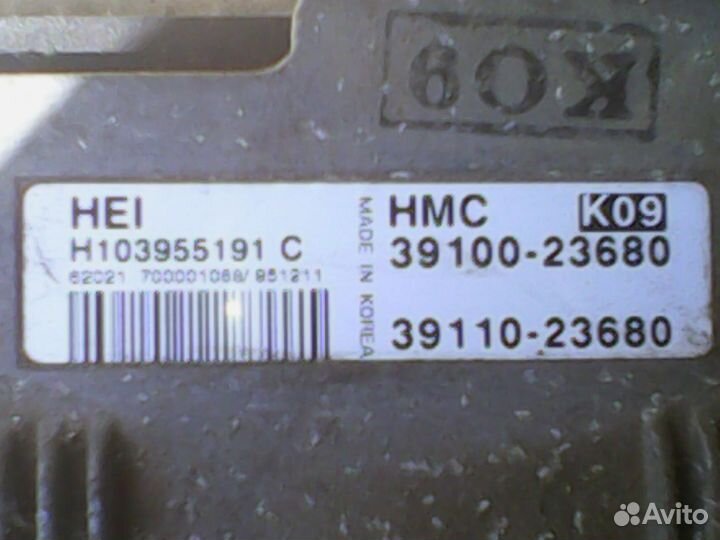 K09
HEI
H103955191 C
62021 700001068/ 951211
MADE IN KOREA
HMC K09
39100-23680
39110-23680
Avito